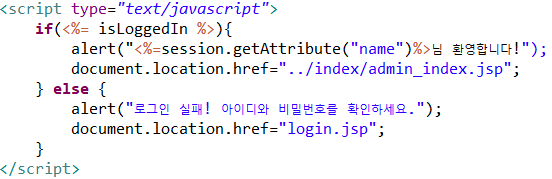 <script type="text/javascript">
    if(<%= isLoggedIn %>){
        alert("<%=session.getAttribute("name")%>님 환영합니다!");
        document.location.href="../index/admin_index.jsp";
    } else {
        alert("로그인 실패! 아이디와 비밀번호를 확인하세요.");
        document.location.href="login.jsp";
    }
</script>